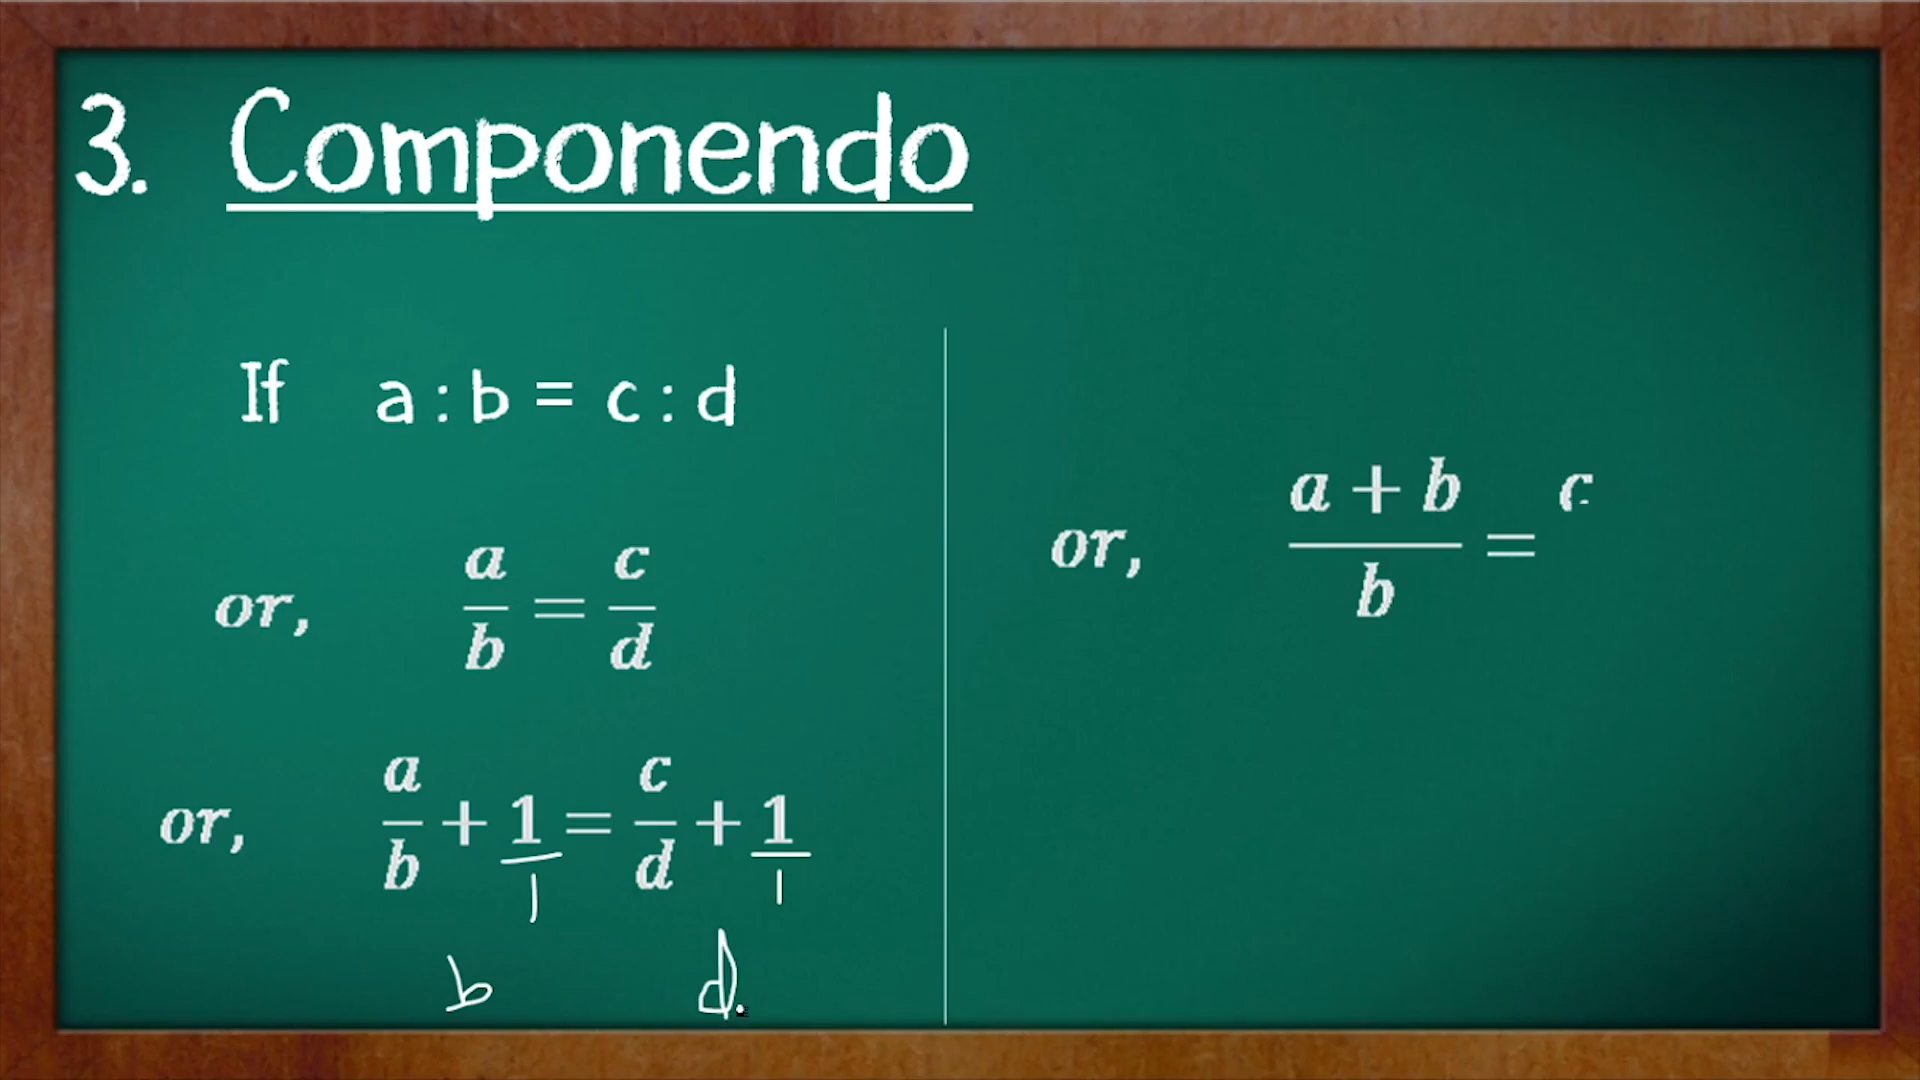 3. Componendo
If a : b = c : d
or, a/b = c/d
or, a/b + 1/1 = c/d + 1/1
b d
or, (a + b)/b = c